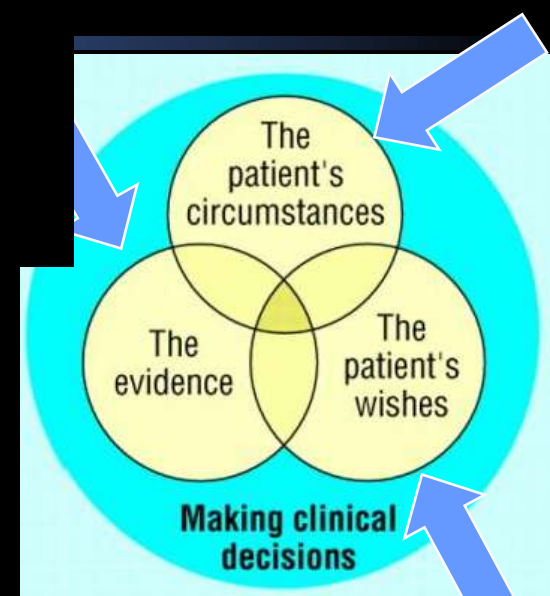 The
patient's
circumstances
The
evidence
The
patient's
wishes
Making clinical
decisions